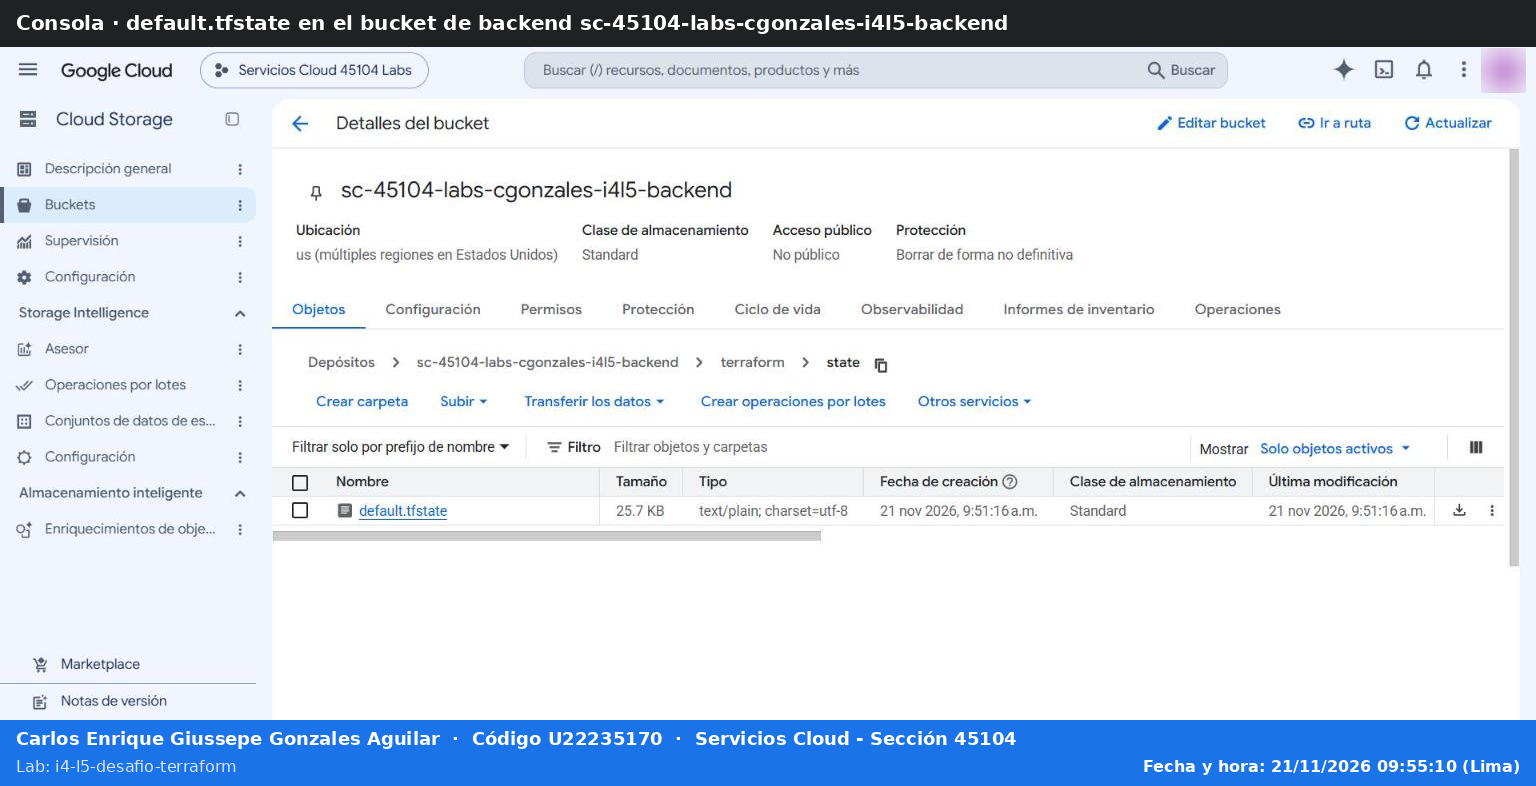 Consola · default.tfstate en el bucket de backend sc-45104-labs-cgonzales-i4l5-backend
Google Cloud
Servicios Cloud 45104 Labs
Buscar (/) recursos, documentos, productos y más
Buscar
Cloud Storage
Descripción general
Buckets
Supervisión
Configuración
Storage Intelligence
Asesor
Operaciones por lotes
Conjuntos de datos de es...
Configuración
Almacenamiento inteligente
Enriquecimientos de obje...
Marketplace
Notas de versión
Detalles del bucket
Editar bucket
Ir a ruta
Actualizar
sc-45104-labs-cgonzales-i4l5-backend
Ubicación Clase de almacenamiento Acceso público Protección
us (múltiples regiones en Estados Unidos) Standard No público Borrar de forma no definitiva
Objetos Configuración Permisos Protección Ciclo de vida Observabilidad Informes de inventario Operaciones
Depósitos > sc-45104-labs-cgonzales-i4l5-backend > terraform > state
Crear carpeta Subir Transferir los datos Crear operaciones por lotes Otros servicios
Filtrar solo por prefijo de nombre Filtro Filtrar objetos y carpetas Mostrar Solo objetos activos
Nombre Tamaño Tipo Fecha de creación Clase de almacenamiento Última modificación
default.tfstate 25.7 KB text/plain; charset=utf-8 21 nov 2026, 9:51:16 a.m. Standard 21 nov 2026, 9:51:16 a.m.
Carlos Enrique Giussepe Gonzales Aguilar · Código U22235170 · Servicios Cloud - Sección 45104
Lab: i4-l5-desafio-terraform
Fecha y hora: 21/11/2026 09:55:10 (Lima)